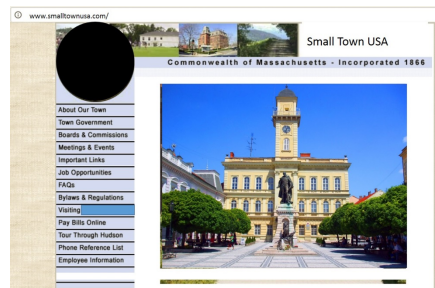 www.smalltownusa.com/
Small Town USA
Commonwealth of Massachusetts - Incorporated 1866
About Our Town
Town Government
Boards & Commissions
Meetings & Events
Important Links
Job Opportunities
FAQs
Bylaws & Regulations
Visiting
Pay Bills Online
Tour Through Hudson
Phone Reference List
Employee Information